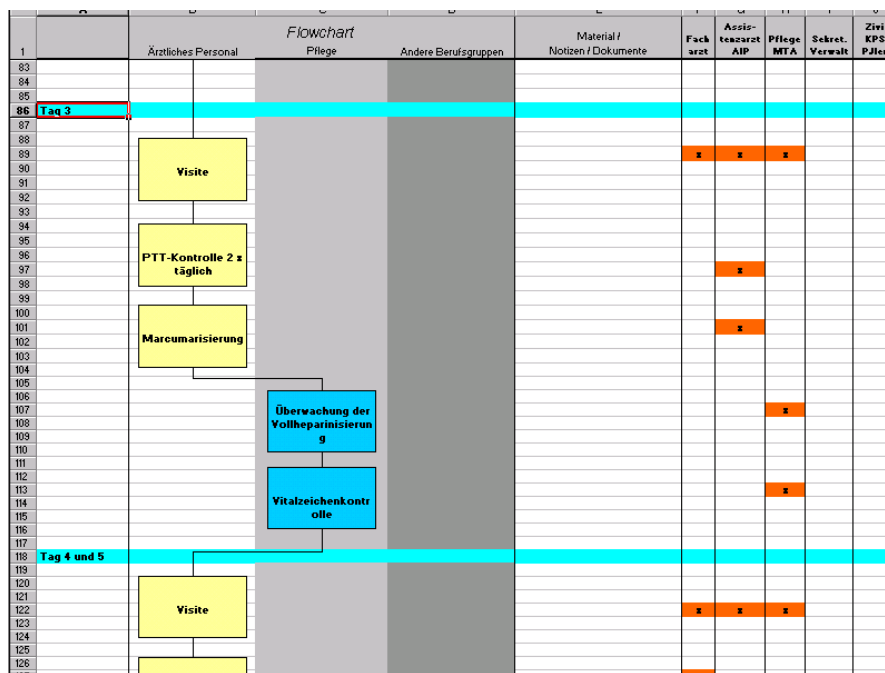 Flowchart
Ärztliches Personal
Pflege
Andere Berufsgruppen
Material /
Notizen / Dokumente
Fach
arzt
Assis-
tenzarzt
AIP
Pflege
MTA
Sekret.
Verwalt
Zivi
KPS
1
83
84
85
86 Tag 3
87
88
89 x x x
90
Visite
91
92
93
94
95
96
PTT-Kontrolle 2 x
täglich
97 x
98
99
100
101 x
Marcumarisierung
102
103
104
105
106
107 x
Überwachung der
Vollheparinisierun
g
108
109
110
111
112
113 x
114
Vitalzeichenkontr
olle
115
116
117
118 Tag 4 und 5
119
120
121
122 x x x
Visite
123
124
125
126